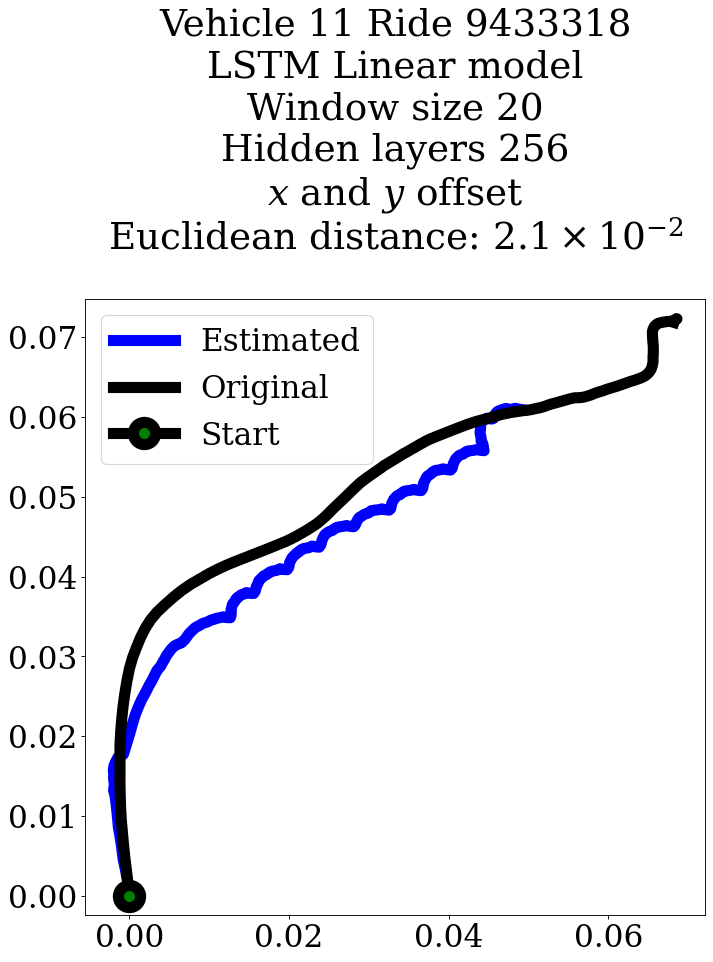 Vehicle 11 Ride 9433318
LSTM Linear model
Window size 20
Hidden layers 256
x and y offset
Euclidean distance: 2.1 × 10⁻²
Estimated
Original
Start
0.07
0.06
0.05
0.04
0.03
0.02
0.01
0.00
0.00 0.02 0.04 0.06